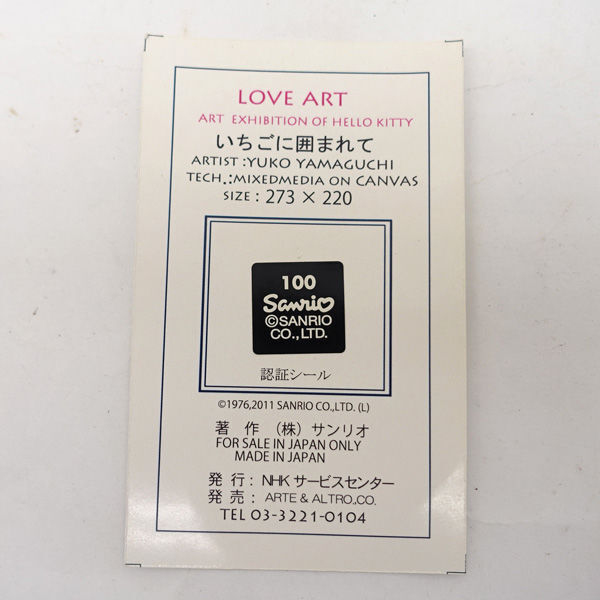 LOVE ART
ART EXHIBITION OF HELLO KITTY
いちごに囲まれて
ARTIST :YUKO YAMAGUCHI
TECH.:MIXEDMEDIA ON CANVAS
SIZE : 273 × 220
100
Sanrio
©SANRIO
CO.,LTD.
認証シール
©1976,2011 SANRIO CO.,LTD. (L)
著 作 (株) サンリオ
FOR SALE IN JAPAN ONLY
MADE IN JAPAN
発 行: NHK サービスセンター
発 売: ARTE & ALTRO.,CO.
TEL 03-3221-0104